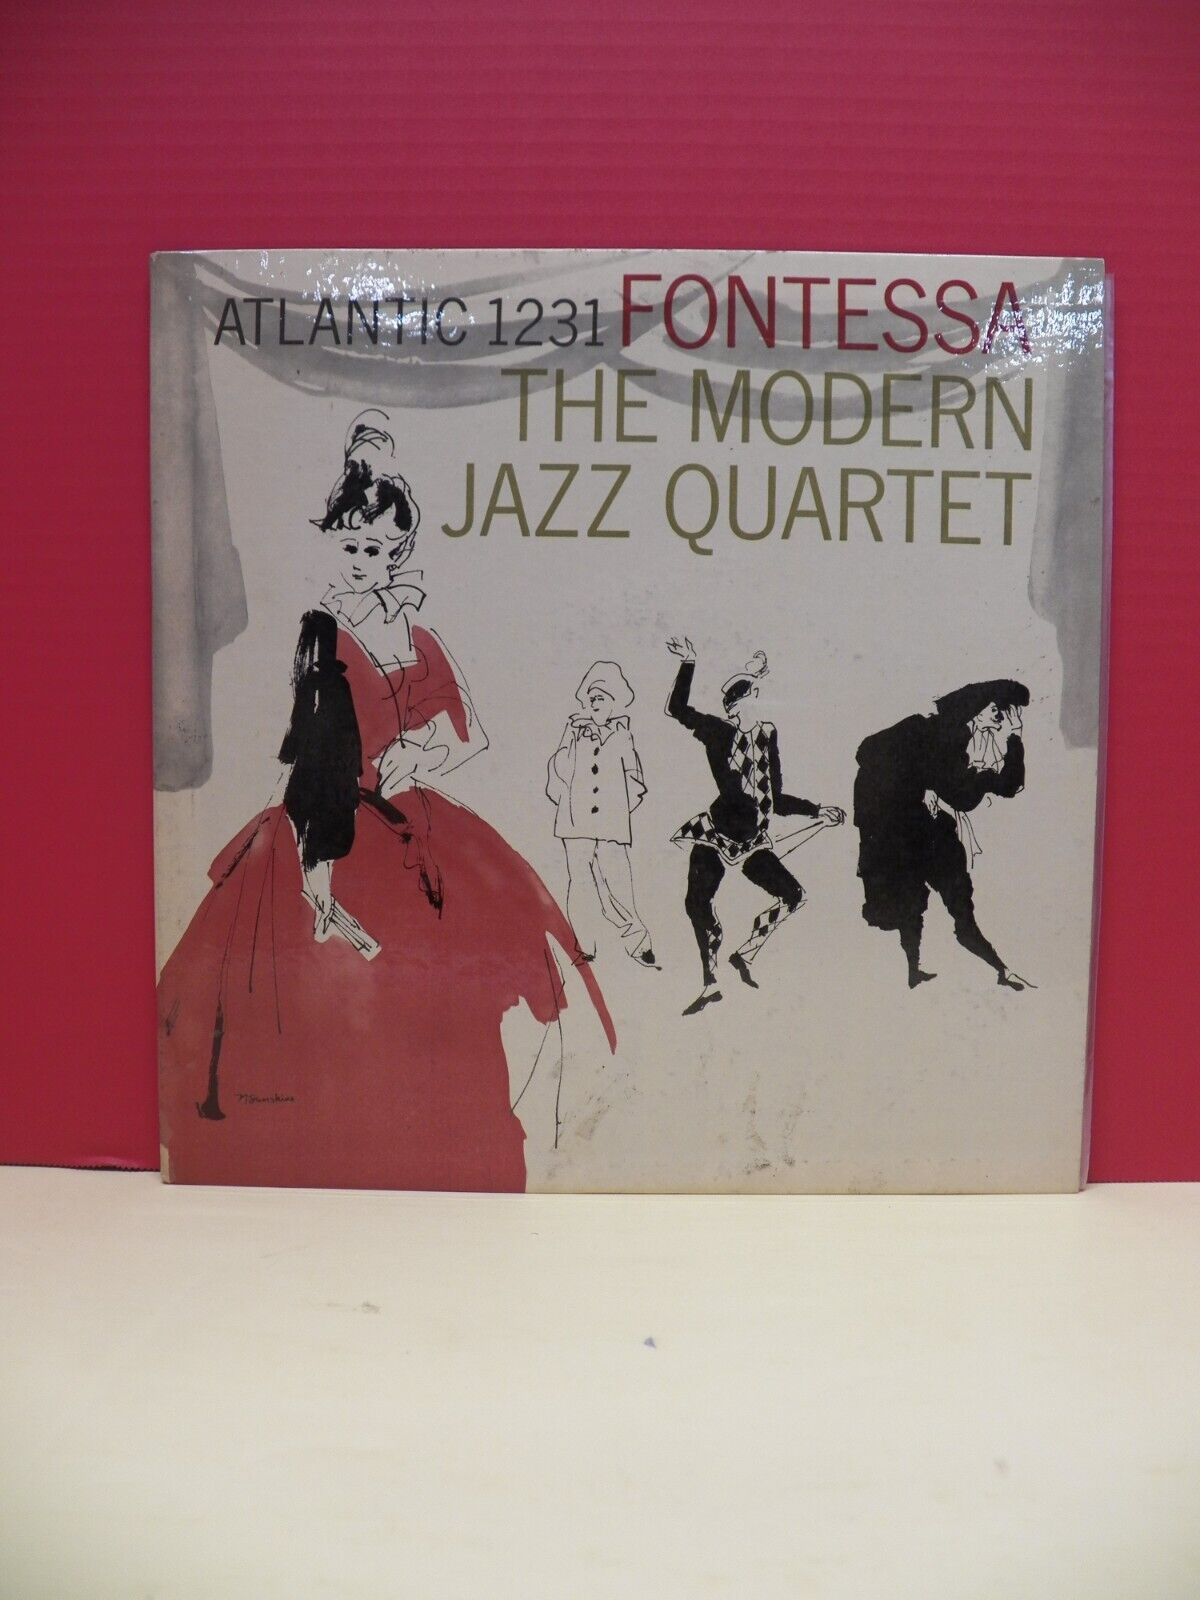 ATLANTIC 1231 FONTESSA
THE MODERN
JAZZ QUARTET